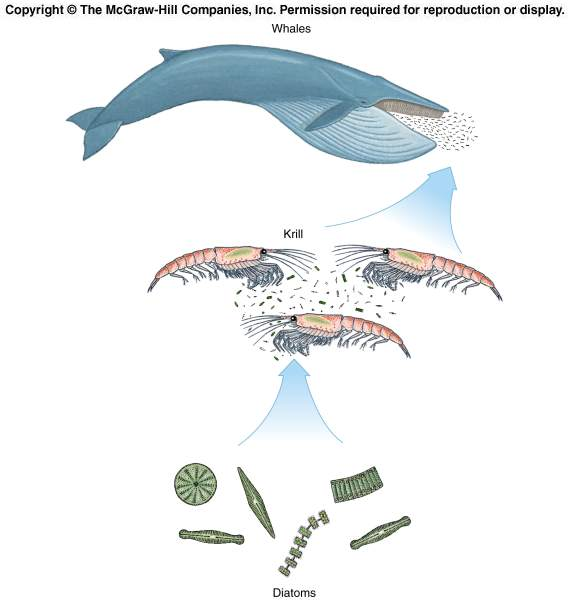 Copyright © The McGraw-Hill Companies, Inc. Permission required for reproduction or display.
Whales
Krill
Diatoms